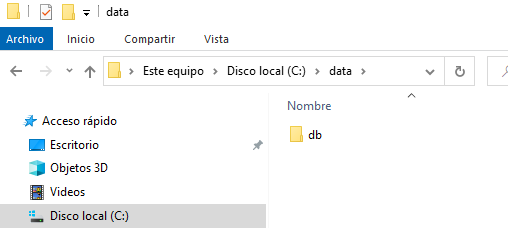 data
Archivo Inicio Compartir Vista
Este equipo Disco local (C:) data
Nombre
Acceso rápido
db
Escritorio
Objetos 3D
Videos
Disco local (C:)